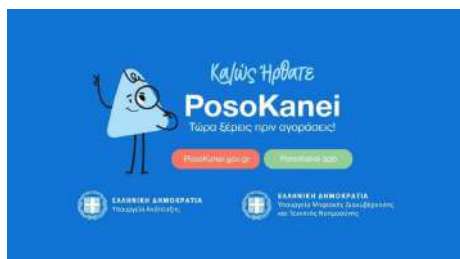 Καλώς Ήρθατε
PosoKanei
Τώρα ξέρεις πριν αγοράσεις!
PosoKanei.gov.gr
PosoKanei app
ΕΛΛΗΝΙΚΗ ΔΗΜΟΚΡΑΤΙΑ
Υπουργείο Ανάπτυξης
ΕΛΛΗΝΙΚΗ ΔΗΜΟΚΡΑΤΙΑ
Υπουργείο Ψηφιακής Διακυβέρνησης
και Τεχνητής Νοημοσύνης